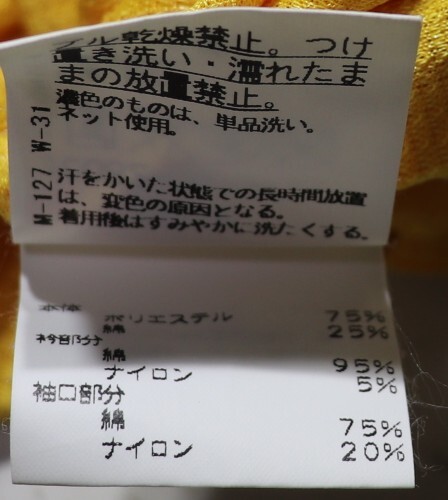 ル乾燥禁止。つけ
置き洗い・濡れたま
まの放置禁止。
濃色のものは、単品洗い。
ネット使用。
W-31
汗をかいた状態での長時間放置
は、変色の原因となる。
着用後はすみやかに洗たくする。
M-127
本体
ポリエステル 75%
綿 25%
衿部分
綿 95%
ナイロン 5%
袖口部分
綿 75%
ナイロン 20%